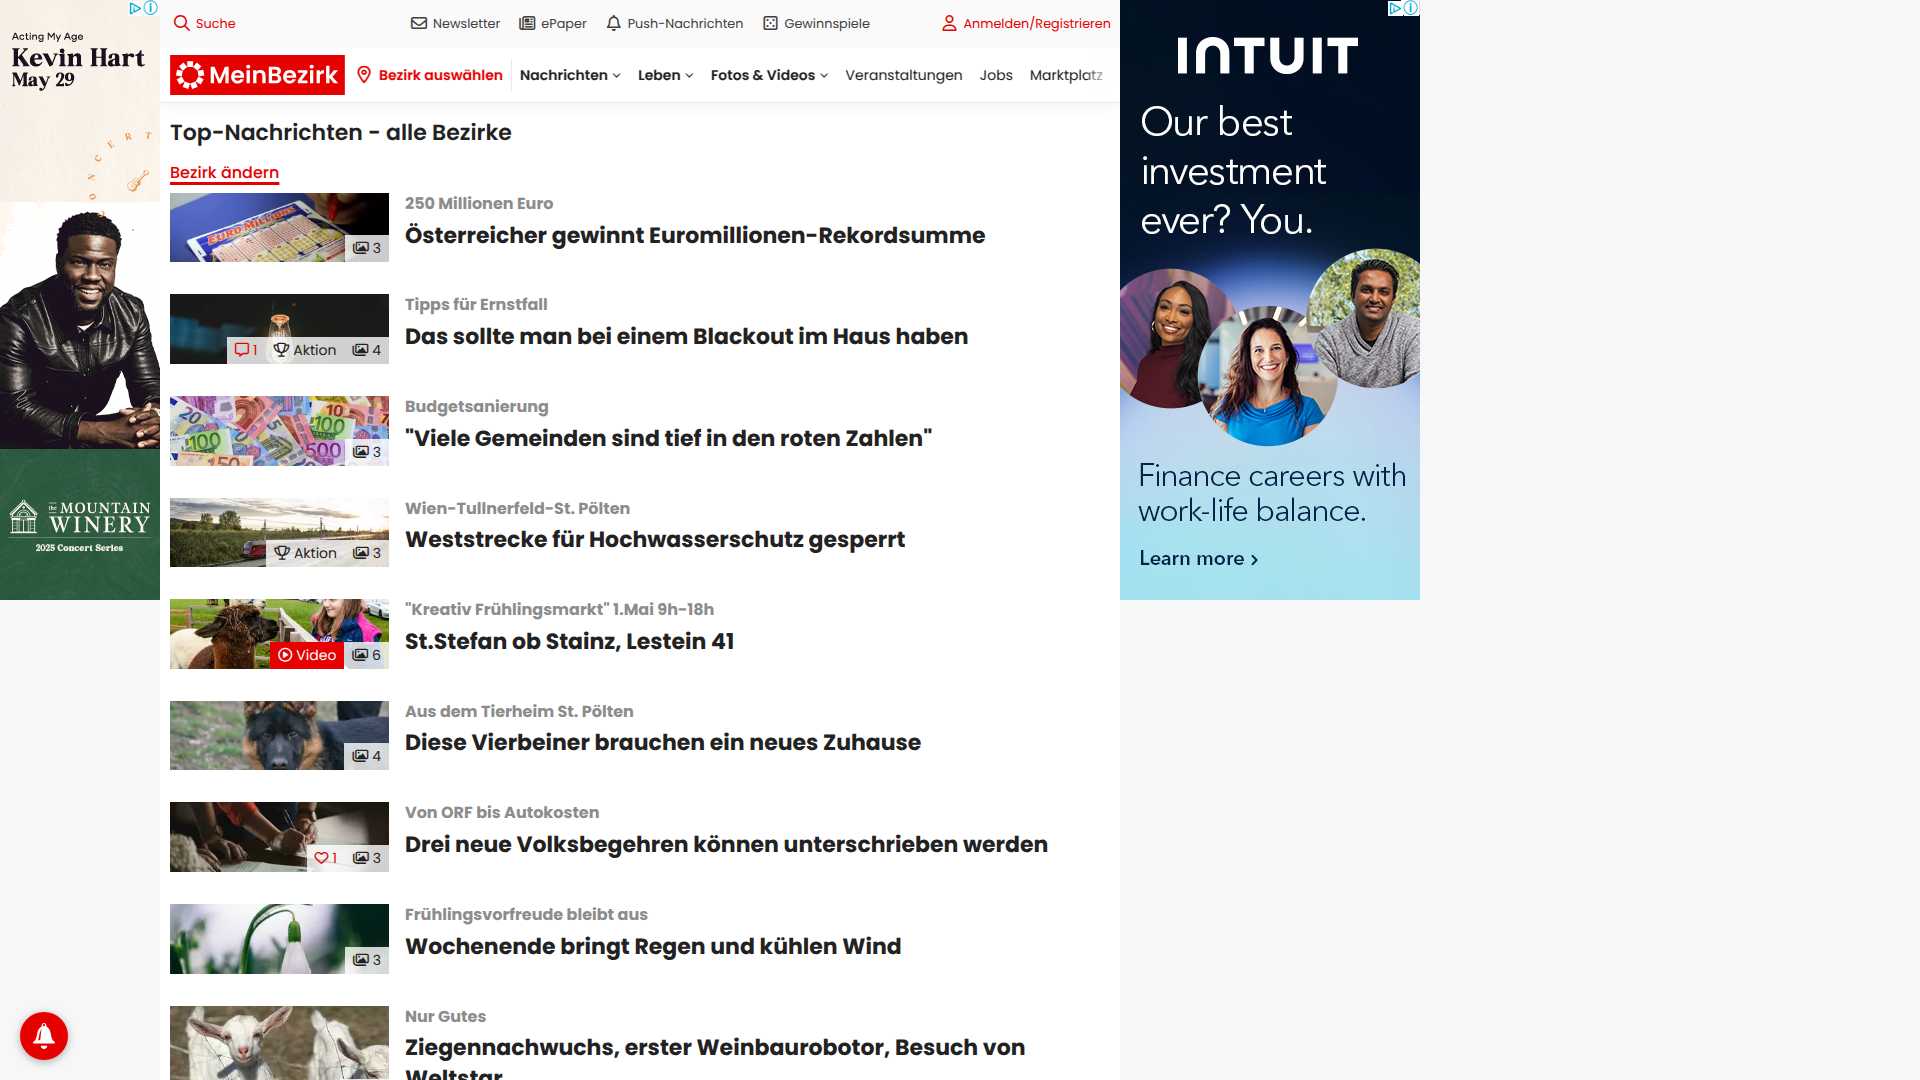 Acting My Age
Kevin Hart
May 29
CONCERT
the MOUNTAIN
WINERY
2025 Concert Series
Suche
Newsletter
ePaper
Push-Nachrichten
Gewinnspiele
Anmelden/Registrieren
MeinBezirk
Bezirk auswählen
Nachrichten
Leben
Fotos & Videos
Veranstaltungen
Jobs
Marktplatz
Top-Nachrichten - alle Bezirke
Bezirk ändern
EURO MILLIONS
3
250 Millionen Euro
Österreicher gewinnt Euromillionen-Rekordsumme
1 Aktion 4
Tipps für Ernstfall
Das sollte man bei einem Blackout im Haus haben
3
Budgetsanierung
"Viele Gemeinden sind tief in den roten Zahlen"
Aktion 3
Wien-Tullnerfeld-St. Pölten
Weststrecke für Hochwasserschutz gesperrt
Video 6
"Kreativ Frühlingsmarkt" 1.Mai 9h-18h
St.Stefan ob Stainz, Lestein 41
4
Aus dem Tierheim St. Pölten
Diese Vierbeiner brauchen ein neues Zuhause
1 3
Von ORF bis Autokosten
Drei neue Volksbegehren können unterschrieben werden
3
Frühlingsvorfreude bleibt aus
Wochenende bringt Regen und kühlen Wind
Nur Gutes
Ziegennachwuchs, erster Weinbaurobotor, Besuch von
Weltstar
INTUIT
Our best
investment
ever? You.
Finance careers with
work-life balance.
Learn more